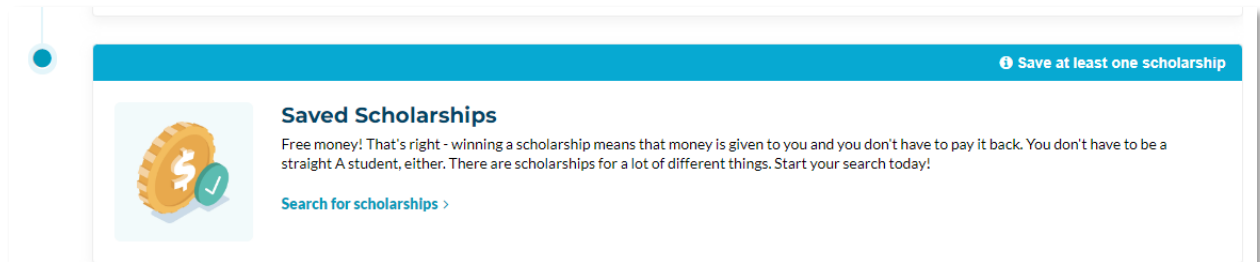 Save at least one scholarship
Saved Scholarships
Free money! That's right - winning a scholarship means that money is given to you and you don't have to pay it back. You don't have to be a
straight A student, either. There are scholarships for a lot of different things. Start your search today!
Search for scholarships >